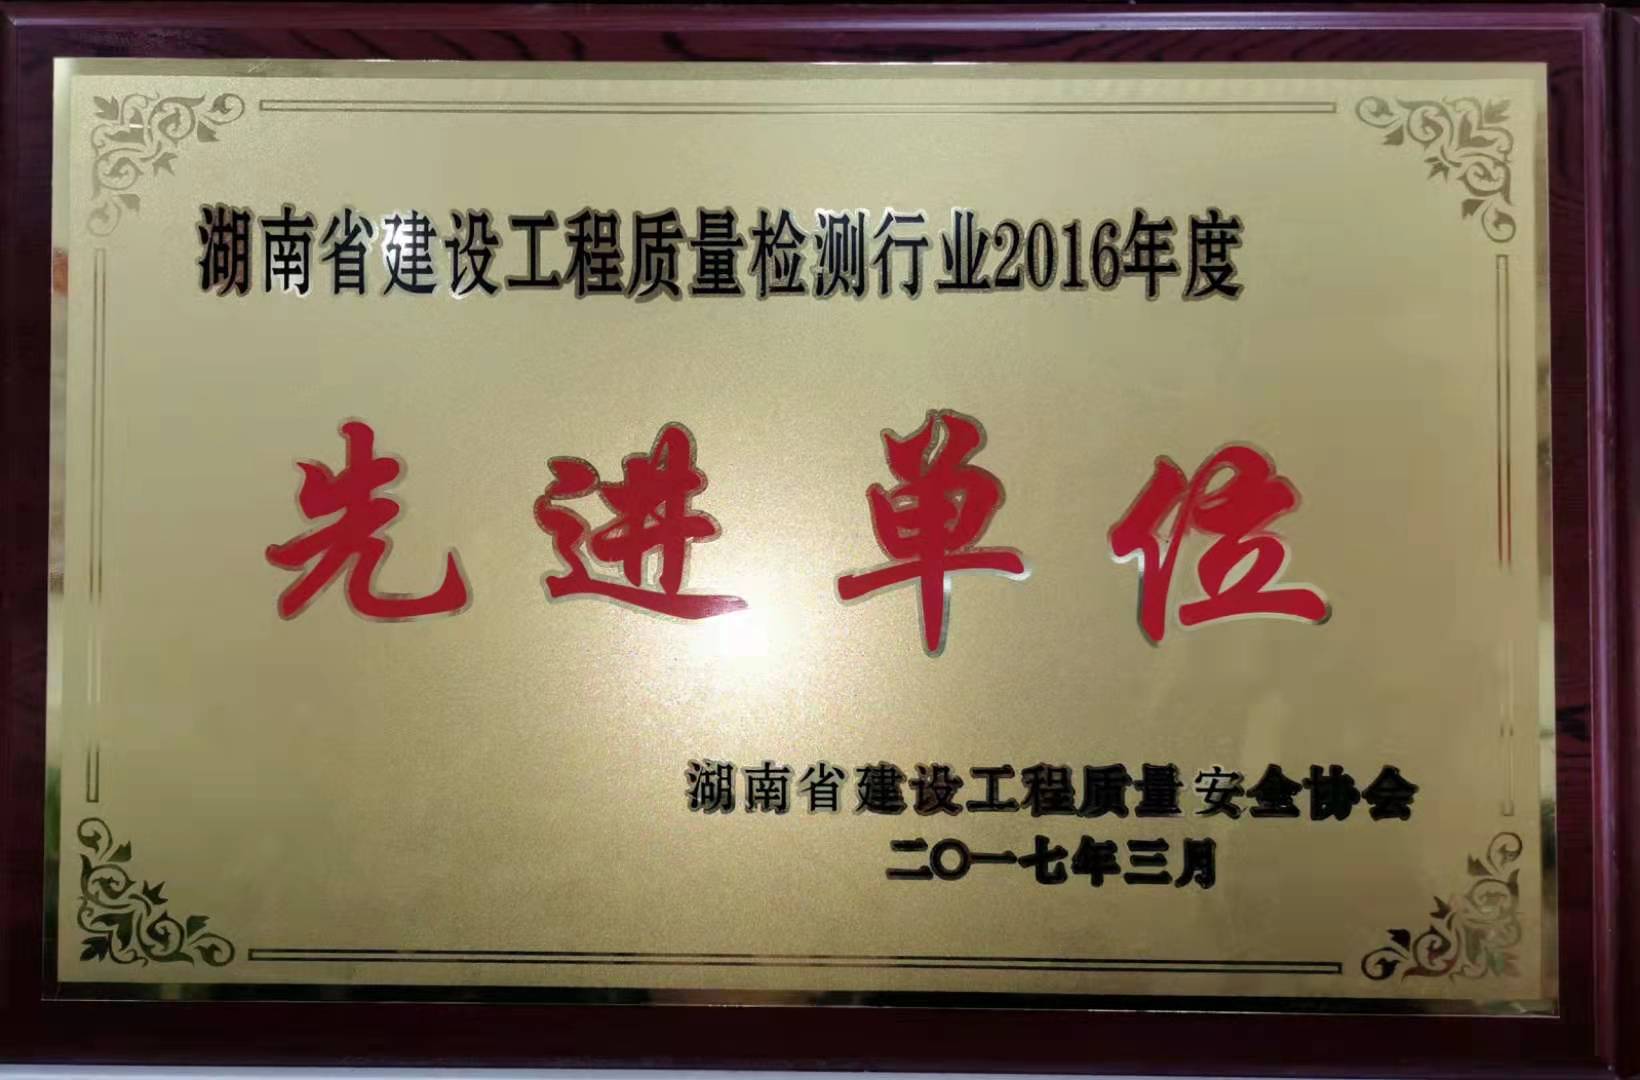 湖南省建设工程质量检测行业2016年度
先进单位
湖南省建设工程质量安全协会
二〇一七年三月